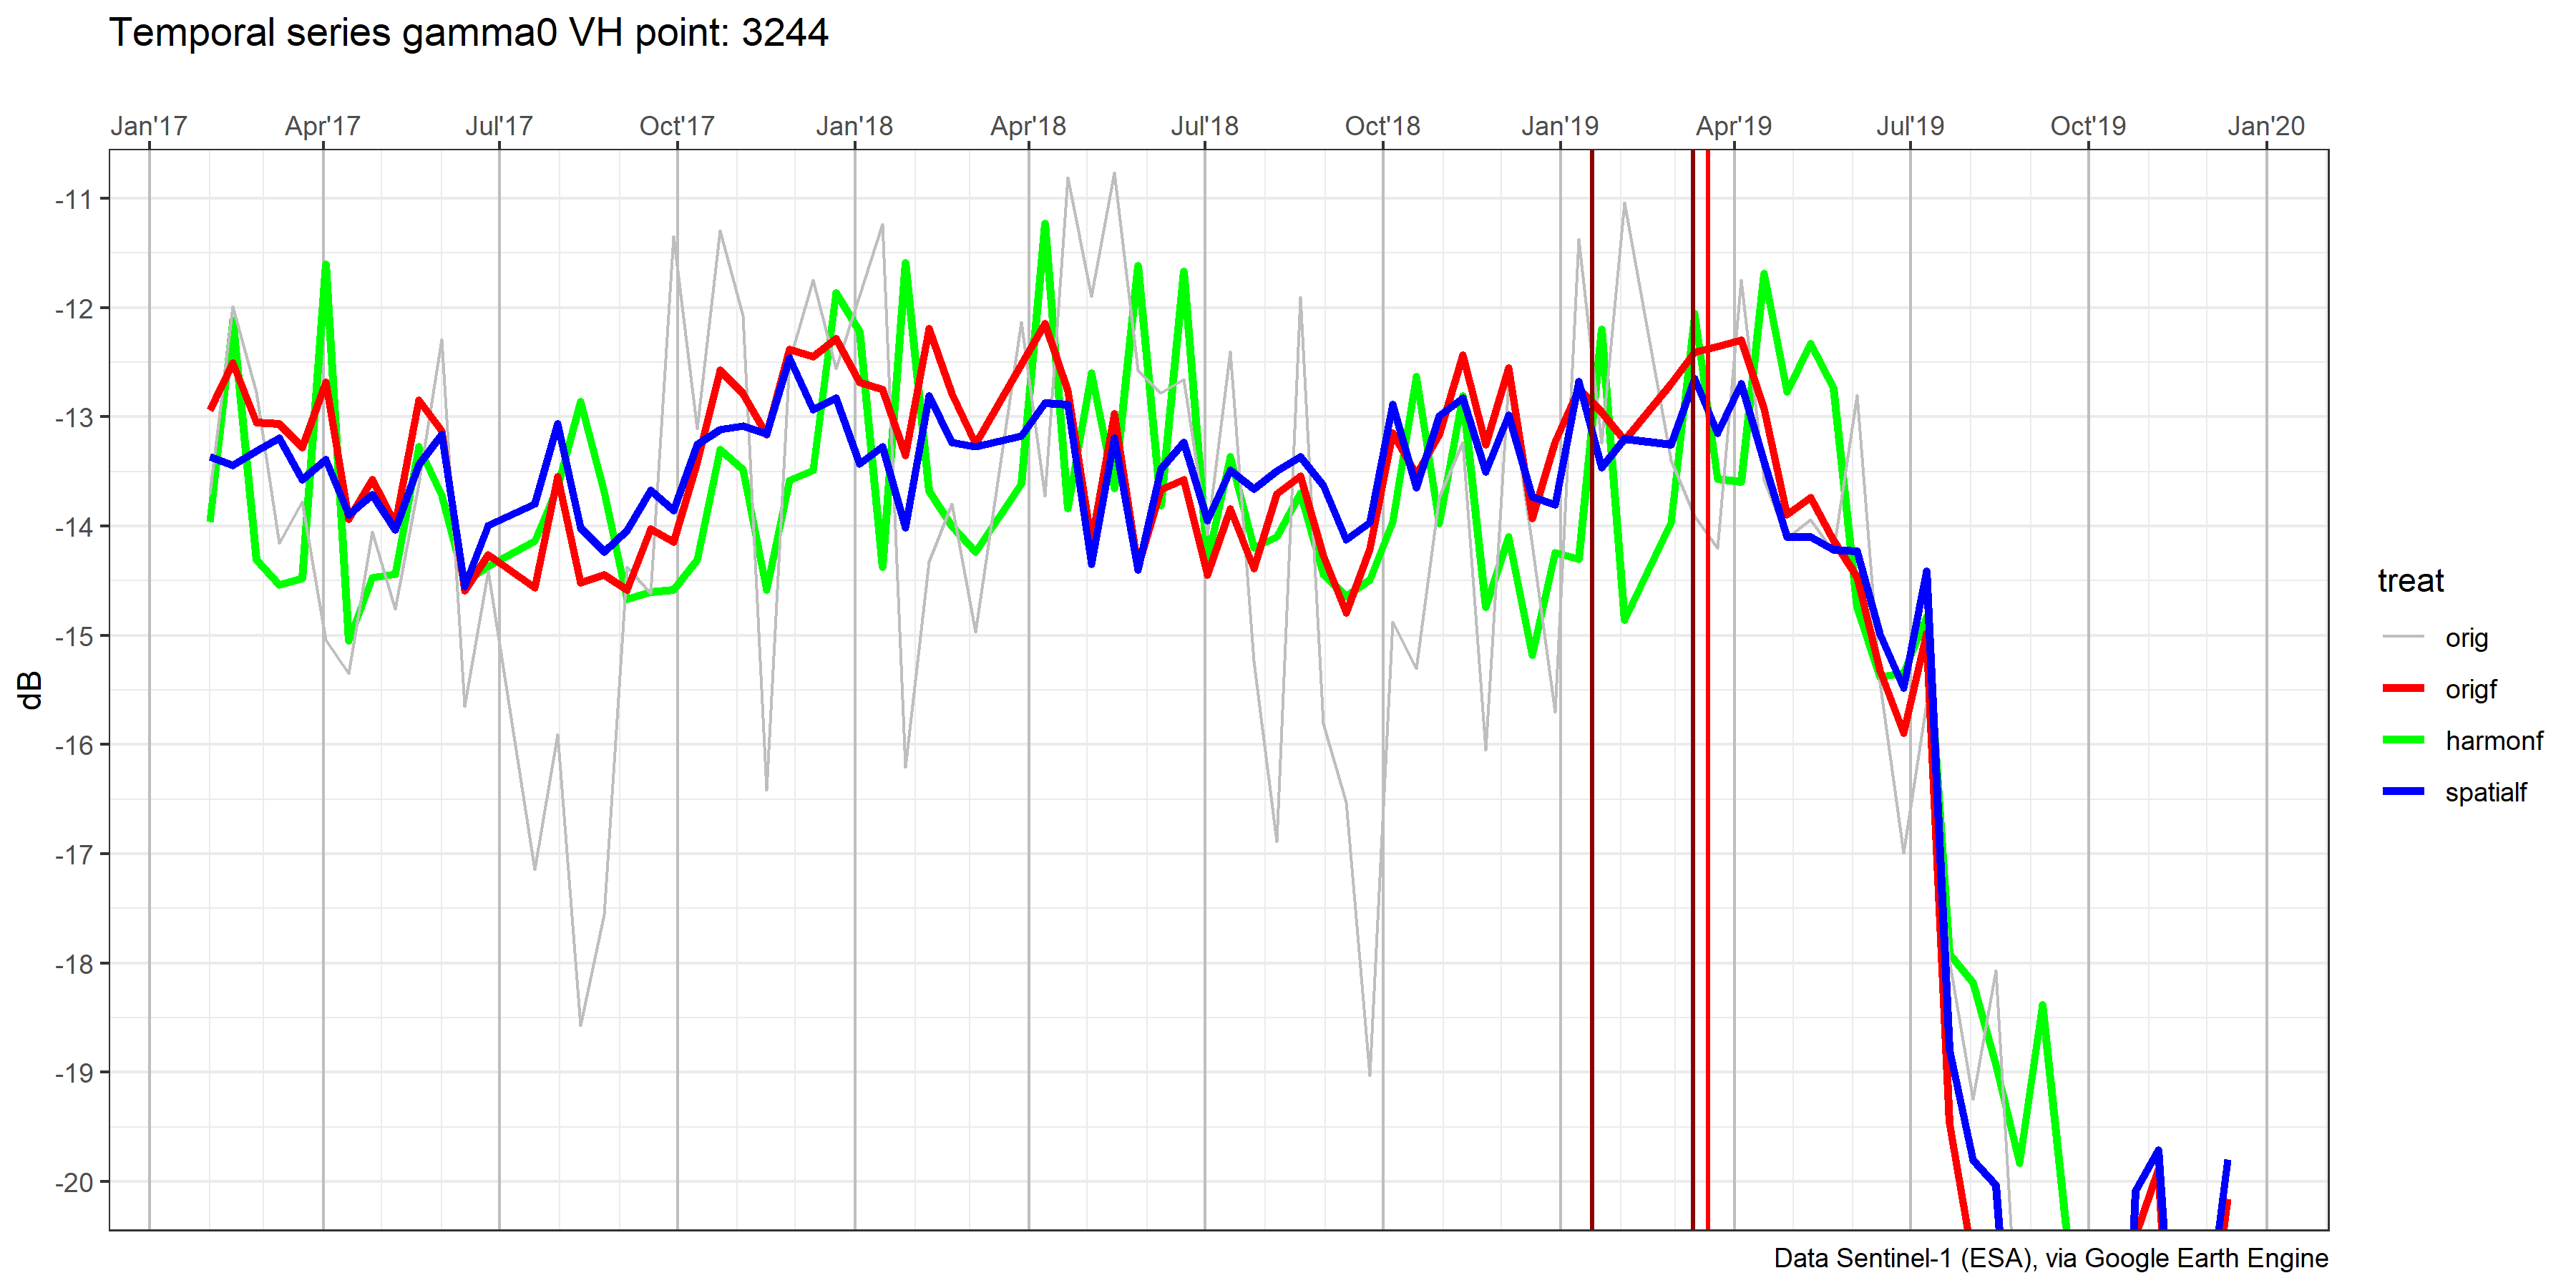 Temporal series gamma0 VH point: 3244
Jan'17 Apr'17 Jul'17 Oct'17 Jan'18 Apr'18 Jul'18 Oct'18 Jan'19 Apr'19 Jul'19 Oct'19 Jan'20
-11
-12
-13
-14
-15
-16
-17
-18
-19
-20
dB
treat
orig
origf
harmonf
spatialf
Data Sentinel-1 (ESA), via Google Earth Engine